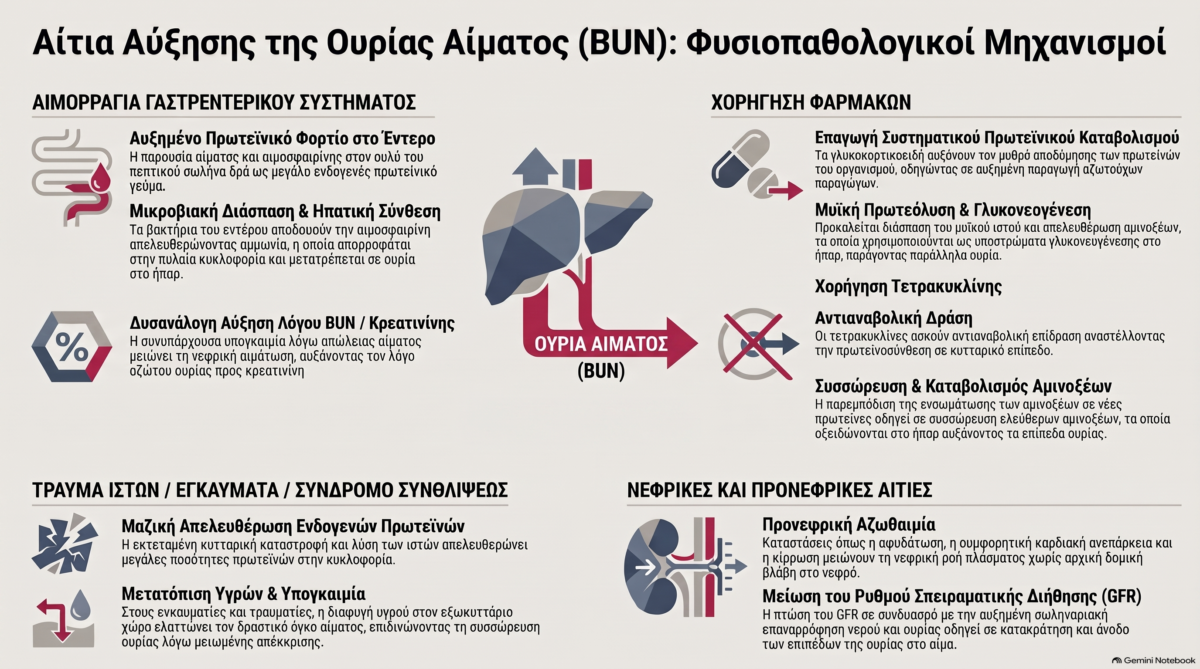 Αίτια Αύξησης της Ουρίας Αίματος (BUN): Φυσιοπαθολογικοί Μηχανισμοί
ΑΙΜΟΡΡΑΓΙΑ ΓΑΣΤΡΕΝΤΕΡΙΚΟΥ ΣΥΣΤΗΜΑΤΟΣ
Αυξημένο Πρωτεϊνικό Φορτίο στο Έντερο
Η παρουσία αίματσς και αιμοσφαιρίνης στον ουλύ του
πεπτικού σωλήνα δρά ως μεγάλο ενδογενές πρωτεϊνικό
γεύμα.
Μικροβιακή Διάσπαση & Ηπατική Σύνθεση
Τα βακτήρια του εντέρου αποδουούν την αιμοσφαιρίνη
απελευθερώνοντας αμμωνία, η οποία απορροφάται
στην πυλαία κυκλοφορία και μετατρέπεται σε ουρία
στο ήπαρ.
%
Δυσανάλογη Αύξηση Λόγου BUN / Κρεατινίνης
Η συνυπάρχουσα υπογκαιμία λόγω απώλειας αίματος
μειώνει τη νεφρική αιμάτωση, αυξάνοντας τον λόγο
αζώτου ουρίας προς κρεατινίνη
ΟΥΡΙΑ ΑΙΜΑΤΟΣ
(BUN)
ΧΟΡΗΓΗΣΗ ΦΑΡΜΑΚΩΝ
Επαγωγή Συστηματικού Πρωτεϊνικού Καταβολισμού
Τα γλυκοκορτικοειδή αυξόνουν τον μυθρό αποδόμησης των πρωτεϊνών
του οργανισμού, οδηγώντας σε αυξημένη παραγωγή αζωτούχων
παραγώγων.
Μυϊκή Πρωτεόλυση & Γλυκονεογένεση
Προκαλείται διάσπαση του μυϊκού ιστού και απελευθέρωση αμινοξέων,
τα οποία χρησιμοποιούνται ως υποστρώματα γλυκονευγένεσης στο
ήπαρ, παράγοντας παράλληλα ουρία.
Χορήγηση Τετρακυκλίνης
Αντιαναβολική Δράση
Οι τετρακυκλίνες ασκούν αντιαναβολική επίδραση αναστέλλοντας
την πρωτεϊνοσύνθεση σε κυτταρικό επίπεδο.
Συσσώρευση & Καταβολισμός Αμινοξέων
Η παρεμπόδιση της ενσωμάτωσης των αμινοξέων σε νέες
πρωτεΐνες οδηγεί σε συσσώρευση ελεύθερων αμινοξέων, τα οποία
οξειδώνονται στο ήπαρ αυξάνοντος τα επίπεδα ουρίας.
ΤΡΑΥΜΑ ΙΣΤΩΝ / ΕΓΚΑΥΜΑΤΑ / ΣΥΝΔΡΟΜΟ ΣΥΝΘΛΙΨΕΩΣ
Μαζική Απελευθέρωση Ενδογενών Πρωτεϊνών
Η εκτεταμένη κυτταρική καταστροφή και λύση των ιστών απελευθερώνει
μεγάλες ποσότητες πρωτεϊνών στην κυκλοφορία.
Μετατόπιση Υγρών & Υπογκαιμία
Στους ενκαυματίες και τραυματίες, η διαφυγή υγρού στον εξωκυττάριο
χώρο ελαττώνει τον δραστικό όγκο αίματος, επιδινώνοντας τη συσσώρευση
ουρίας λόγω μειωμένης απέκκρισης.
ΝΕΦΡΙΚΕΣ ΚΑΙ ΠΡΟΝΕΦΡΙΚΕΣ ΑΙΤΙΕΣ
Προνεφρική Αζωθαιμία
Καταστάσεις όπως η αφυδάτωση, η ουμφορητική καρδιακή ανεπάρκεια και
η κίρρωση μειώνουν τη νεφρική ροή πλάσματος χωρίς αρχική δομική
βλάβη στο νεφρό.
Μείωση του Ρυθμού Σπειραματικής Διήθησης (GFR)
Η πτώση του GFR σε συνδυασρό με την αυξημένη σωληναριακή
επαναρρόφηση νερού και ουρίας οδηγεί σε κατακράτηση και άνοδο
των επιπέδων της ουρίας στο αίμα.
Gemini Notebook